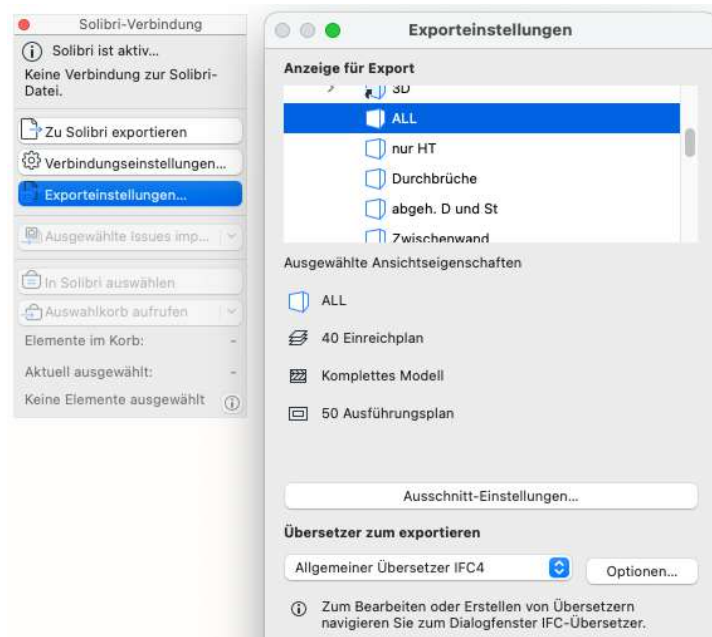 Solibri-Verbindung
Solibri ist aktiv...
Keine Verbindung zur Solibri-
Datei.
Zu Solibri exportieren
Verbindungseinstellungen...
Exporteinstellungen...
Ausgewählte Issues imp...
In Solibri auswählen
Auswahlkorb aufrufen
Elemente im Korb: -
Aktuell ausgewählt: -
Keine Elemente ausgewählt
Exporteinstellungen
Anzeige für Export
3D
ALL
nur HT
Durchbrüche
abgeh. D und St
Zwischenwand
Ausgewählte Ansichtseigenschaften
ALL
40 Einreichplan
Komplettes Modell
50 Ausführungsplan
Ausschnitt-Einstellungen...
Übersetzer zum exportieren
Allgemeiner Übersetzer IFC4
Optionen...
Zum Bearbeiten oder Erstellen von Übersetzern
navigieren Sie zum Dialogfenster IFC-Übersetzer.